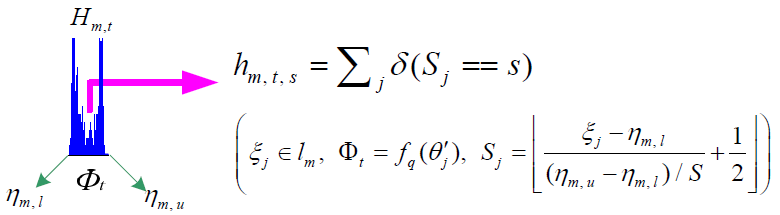 H_{m,t}
h_{m,t,s} = ∑_j δ(S_j == s)
(ξ_j ∈ l_m, Φ_t = f_q(θ′_j), S_j = ⌊(ξ_j − η_{m,l}) / ((η_{m,u} − η_{m,l})/S) + 1/2⌋)
η_{m,l} Φ_t η_{m,u}